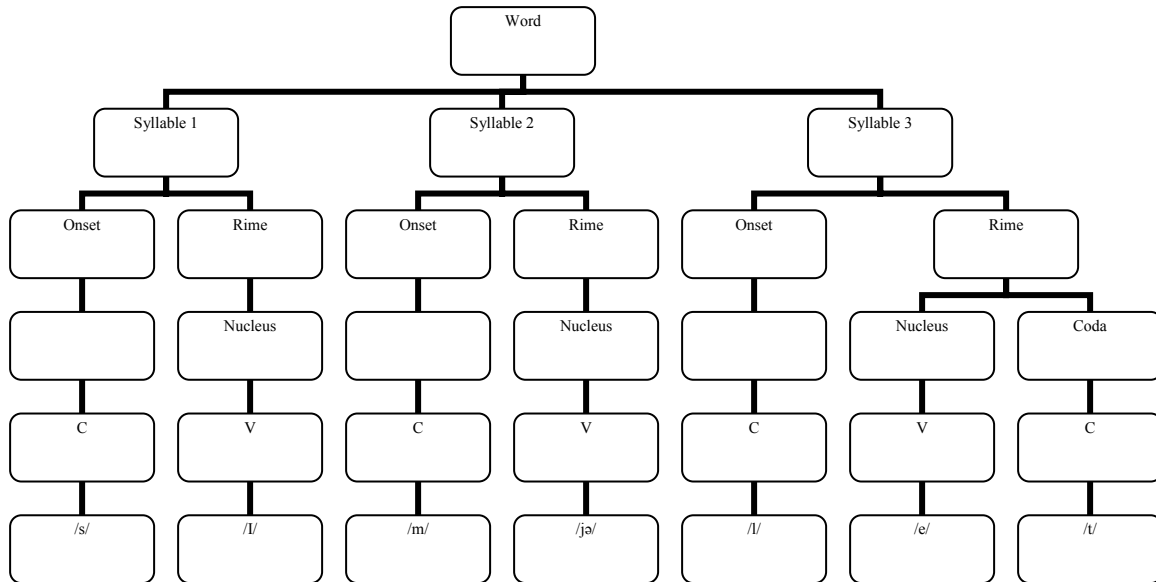 Word
Syllable 1 Syllable 2 Syllable 3
Onset Rime Onset Rime Onset Rime
Nucleus Nucleus Nucleus Coda
C V C V C V C
/s/ /I/ /m/ /jə/ /l/ /e/ /t/